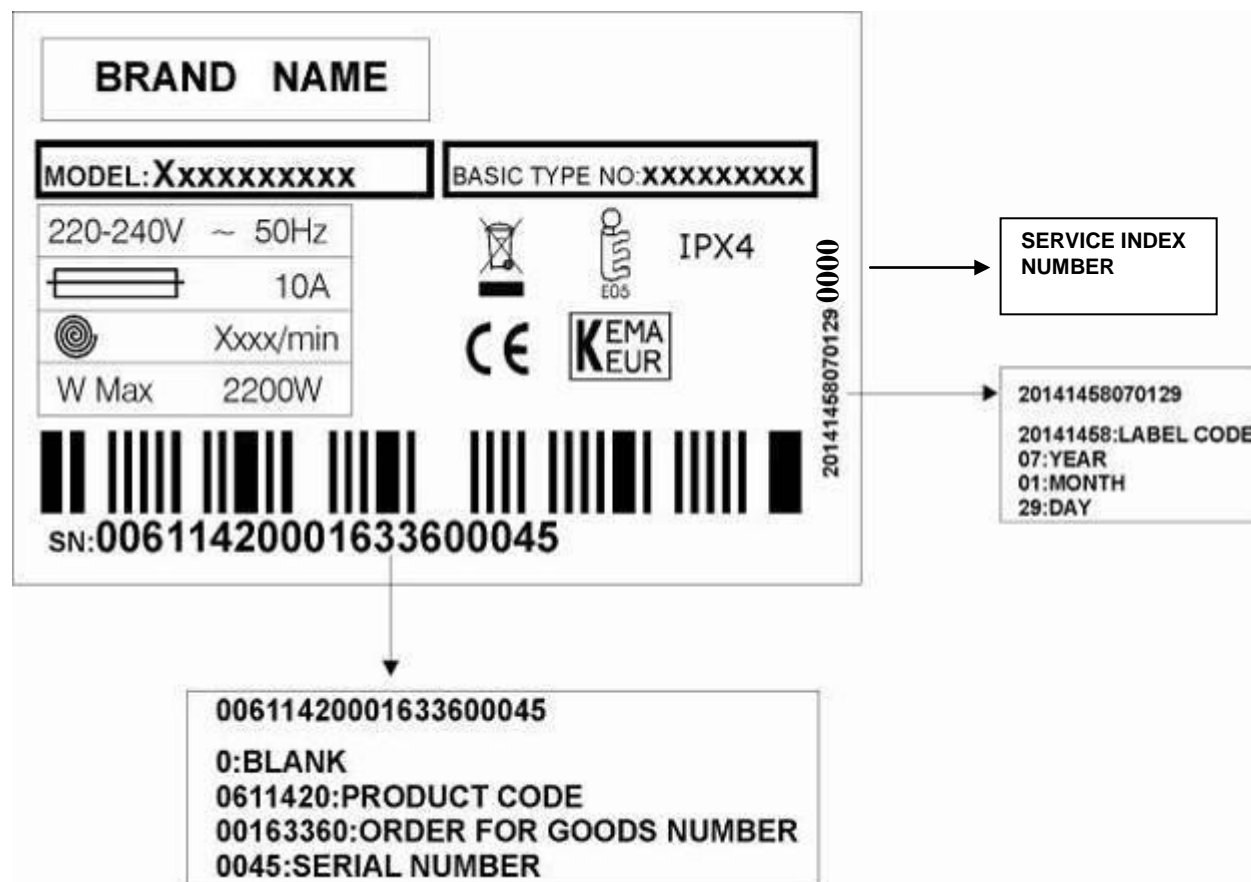 BRAND NAME
MODEL:Xxxxxxxxxx
BASIC TYPE NO:xxxxxxxxx
220-240V ~ 50Hz
10A
Xxxx/min
W Max 2200W
E05
IPX4
CE
KEMA
EUR
20141458070129 0000
SN:00611420001633600045
SERVICE INDEX
NUMBER
20141458070129
20141458:LABEL CODE
07:YEAR
01:MONTH
29:DAY
00611420001633600045
0:BLANK
0611420:PRODUCT CODE
00163360:ORDER FOR GOODS NUMBER
0045:SERIAL NUMBER